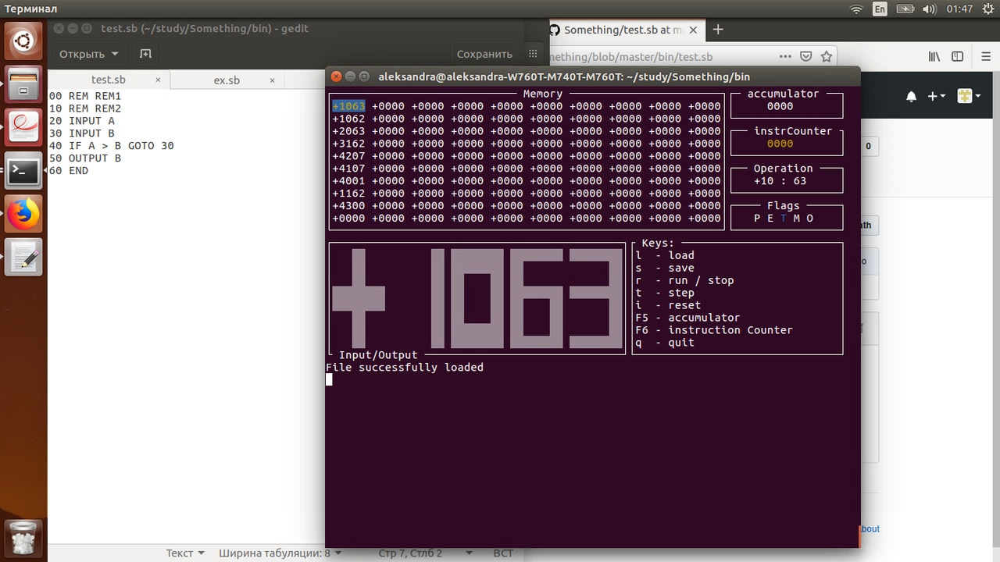 Терминал
En
01:47
test.sb (~/study/Something/bin) - gedit
Something/test.sb at m
Открыть
Сохранить
nething/blob/master/bin/test.sb
test.sb
ex.sb
00 REM REM1
10 REM REM2
20 INPUT A
30 INPUT B
40 IF A > B GOTO 30
50 OUTPUT B
60 END
aleksandra@aleksandra-W760T-M740T-M760T: ~/study/Something/bin
Memory
+1063 +0000 +0000 +0000 +0000 +0000 +0000 +0000 +0000 +0000
+1062 +0000 +0000 +0000 +0000 +0000 +0000 +0000 +0000 +0000
+2063 +0000 +0000 +0000 +0000 +0000 +0000 +0000 +0000 +0000
+3162 +0000 +0000 +0000 +0000 +0000 +0000 +0000 +0000 +0000
+4207 +0000 +0000 +0000 +0000 +0000 +0000 +0000 +0000 +0000
+4107 +0000 +0000 +0000 +0000 +0000 +0000 +0000 +0000 +0000
+4001 +0000 +0000 +0000 +0000 +0000 +0000 +0000 +0000 +0000
+1162 +0000 +0000 +0000 +0000 +0000 +0000 +0000 +0000 +0000
+4300 +0000 +0000 +0000 +0000 +0000 +0000 +0000 +0000 +0000
+0000 +0000 +0000 +0000 +0000 +0000 +0000 +0000 +0000 +0000
accumulator
0000
instrCounter
0000
Operation
+10 : 63
Flags
P E T M O
+1063
Input/Output
Keys:
l - load
s - save
r - run / stop
t - step
i - reset
F5 - accumulator
F6 - instruction Counter
q - quit
File successfully loaded
0
bout
Текст
Ширина табуляции: 8
Стр 7, Стлб 2
ВСТ